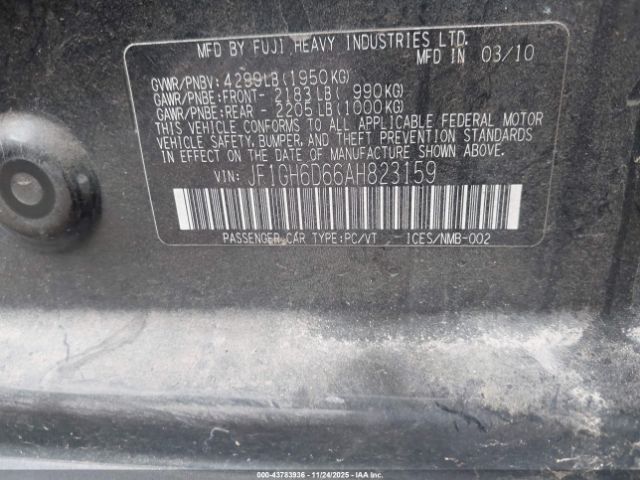 MFD BY FUJI HEAVY INDUSTRIES LTD.
MFD IN 03/10
GVWR/PNBV: 4299LB(1950KG)
GAWR/PNBE:FRONT- 2183 LB( 990KG)
GAWR/PNBE:REAR - 2205 LB(1000KG)
THIS VEHICLE CONFORMS TO ALL APPLICABLE FEDERAL MOTOR
VEHICLE SAFETY, BUMPER, AND THEFT PREVENTION STANDARDS
IN EFFECT ON THE DATE OF MANUFACTURE SHOWN ABOVE.
VIN: JF1GH6D66AH823159
PASSENGER CAR TYPE:PC/VT - ICES/NMB-002
000-43783936 - 11/24/2025 - IAAI.COM